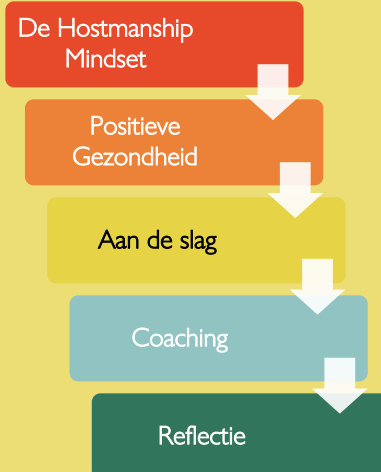 De Hostmanship
Mindset
Positieve
Gezondheid
Aan de slag
Coaching
Reflectie